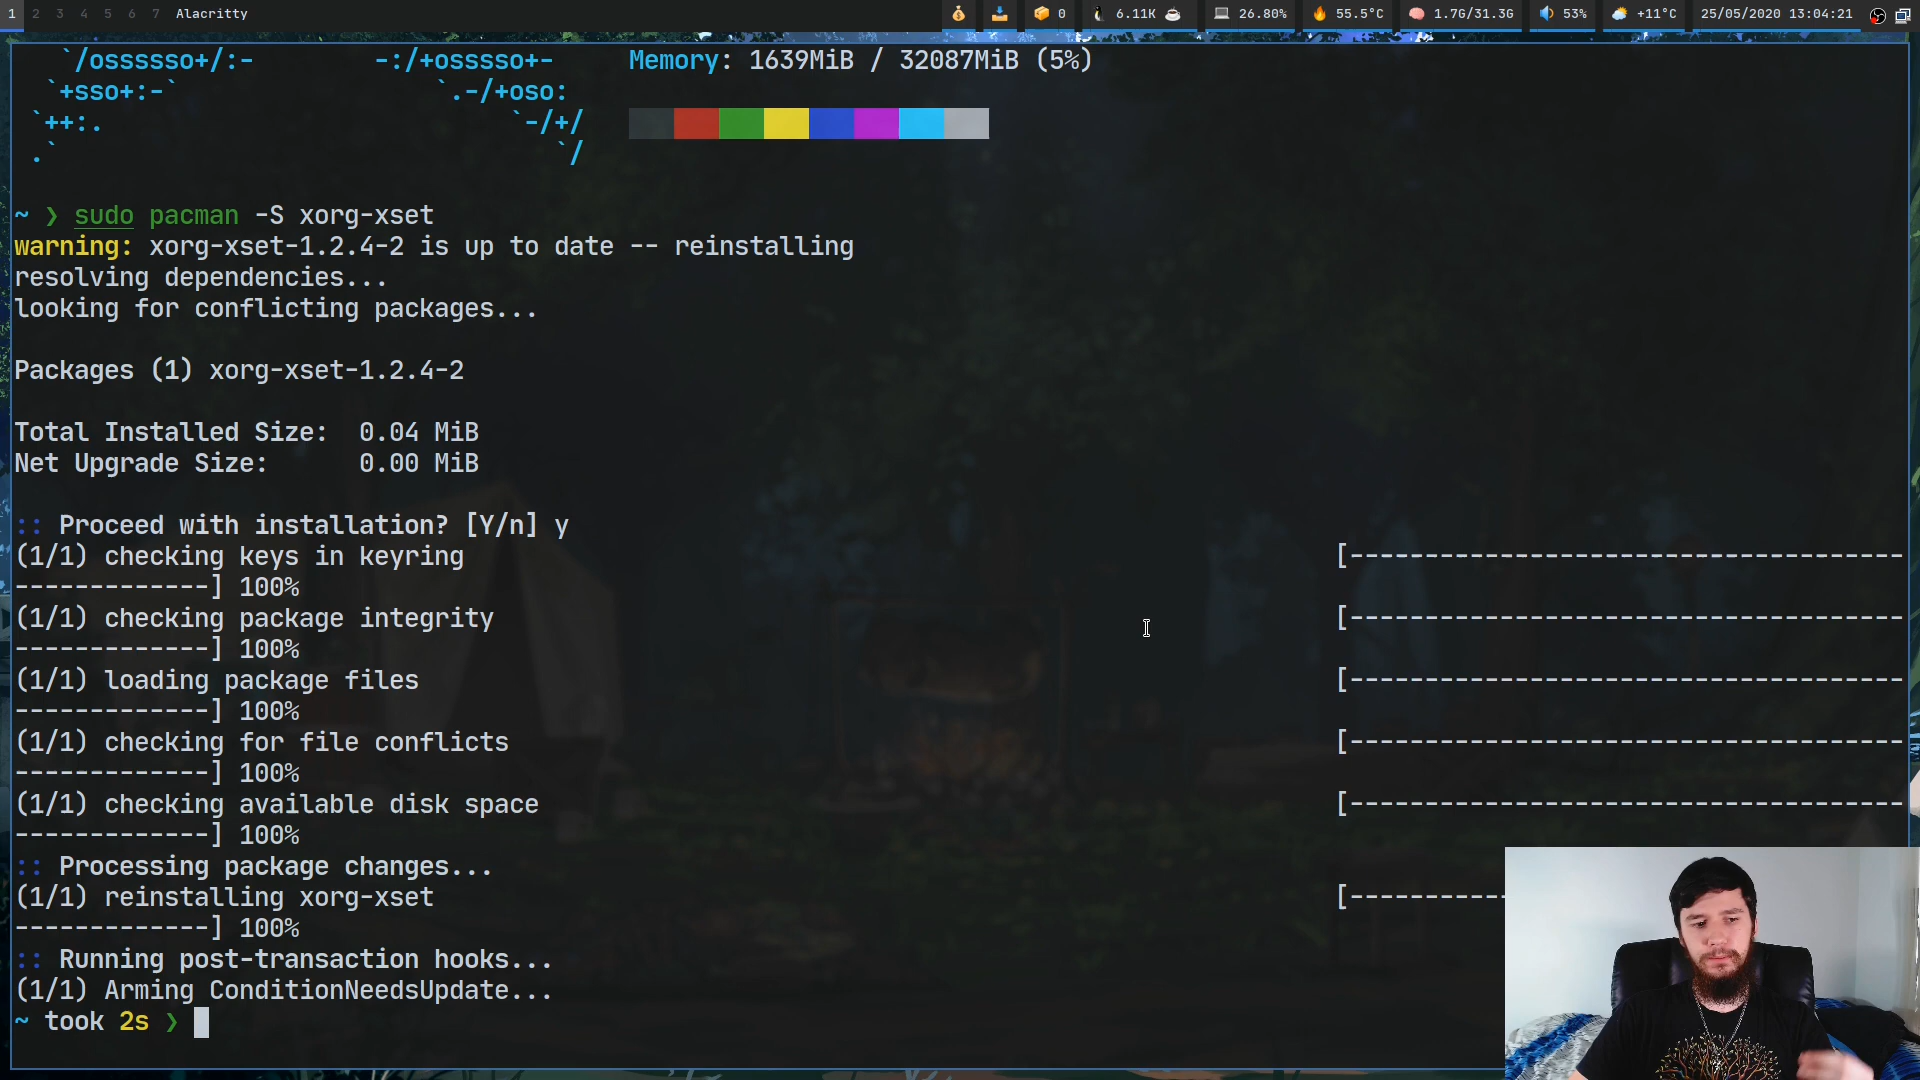 1 2 3 4 5 6 7 Alacritty 0 6.11K 26.80% 55.5°C 1.7G/31.3G 53% +11°C 25/05/2020 13:04:21
`/ossssso+/:- -:/+osssso+- Memory: 1639MiB / 32087MiB (5%)
`+sso+:-` `.-/+oso:
`++:. `-/+/
.` `/
~ ❯ sudo pacman -S xorg-xset
warning: xorg-xset-1.2.4-2 is up to date -- reinstalling
resolving dependencies...
looking for conflicting packages...
Packages (1) xorg-xset-1.2.4-2
Total Installed Size: 0.04 MiB
Net Upgrade Size: 0.00 MiB
:: Proceed with installation? [Y/n] y
(1/1) checking keys in keyring [-------------------------------------
-------------] 100%
(1/1) checking package integrity [-------------------------------------
-------------] 100%
(1/1) loading package files [-------------------------------------
-------------] 100%
(1/1) checking for file conflicts [-------------------------------------
-------------] 100%
(1/1) checking available disk space [-------------------------------------
-------------] 100%
:: Processing package changes...
(1/1) reinstalling xorg-xset [-----------
-------------] 100%
:: Running post-transaction hooks...
(1/1) Arming ConditionNeedsUpdate...
~ took 2s ❯